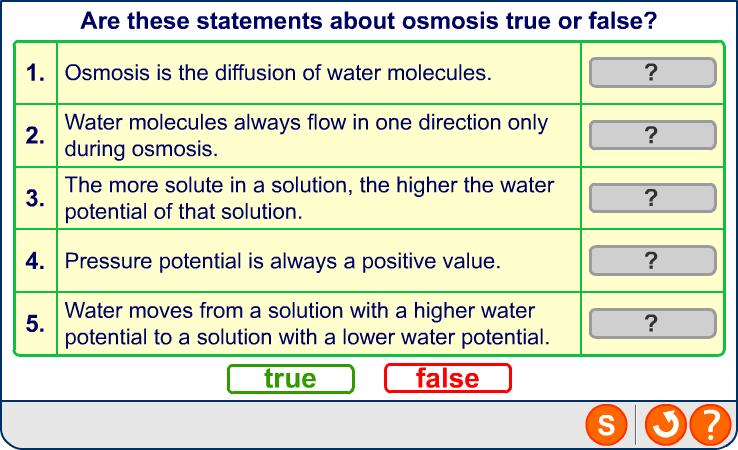 Are these statements about osmosis true or false?
1. Osmosis is the diffusion of water molecules. ?
2. Water molecules always flow in one direction only
during osmosis. ?
3. The more solute in a solution, the higher the water
potential of that solution. ?
4. Pressure potential is always a positive value. ?
5. Water moves from a solution with a higher water
potential to a solution with a lower water potential. ?
true false
S ?